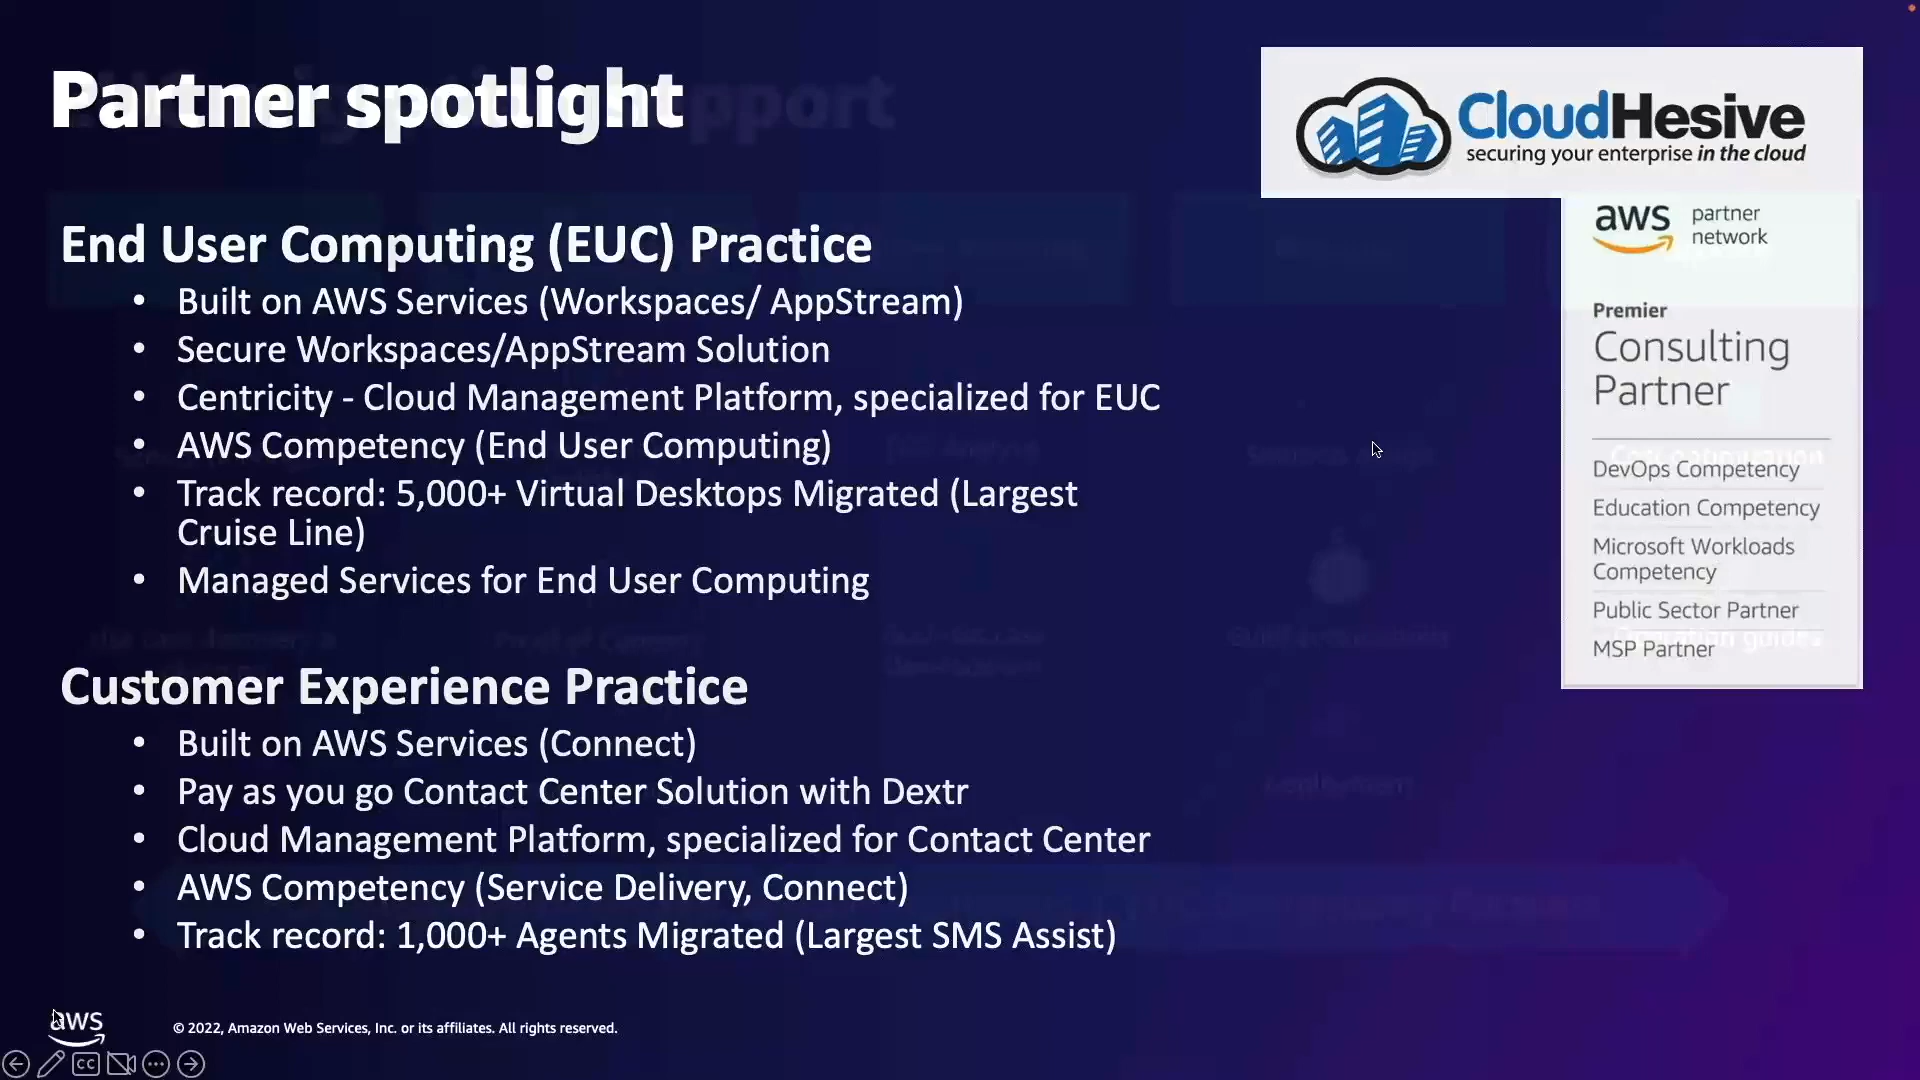 Partner spotlight
CloudHesive
securing your enterprise in the cloud
aws partner network
Premier
Consulting
Partner
DevOps Competency
Education Competency
Microsoft Workloads
Competency
Public Sector Partner
MSP Partner
End User Computing (EUC) Practice
• Built on AWS Services (Workspaces/ AppStream)
• Secure Workspaces/AppStream Solution
• Centricity - Cloud Management Platform, specialized for EUC
• AWS Competency (End User Computing)
• Track record: 5,000+ Virtual Desktops Migrated (Largest
Cruise Line)
• Managed Services for End User Computing
Customer Experience Practice
• Built on AWS Services (Connect)
• Pay as you go Contact Center Solution with Dextr
• Cloud Management Platform, specialized for Contact Center
• AWS Competency (Service Delivery, Connect)
• Track record: 1,000+ Agents Migrated (Largest SMS Assist)
aws
© 2022, Amazon Web Services, Inc. or its affiliates. All rights reserved.
CC